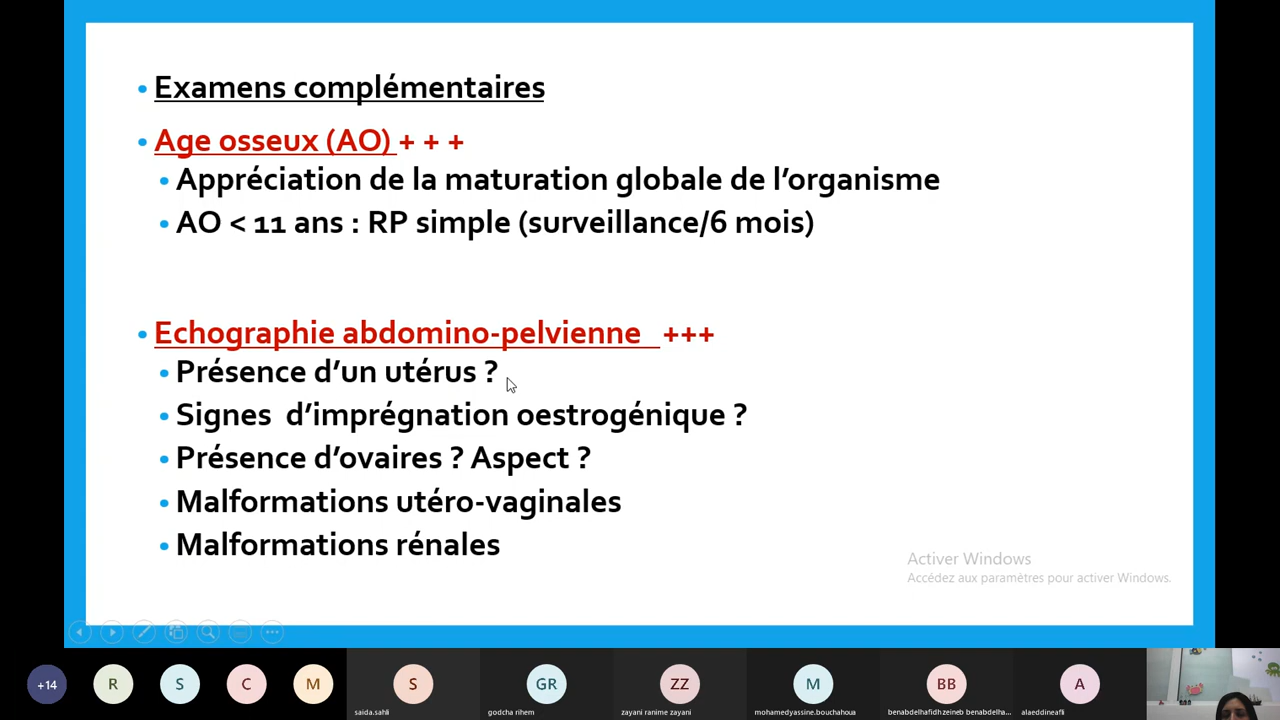 Examens complémentaires
Age osseux (AO) + + +
Appréciation de la maturation globale de l’organisme
AO < 11 ans : RP simple (surveillance/6 mois)
Echographie abdomino-pelvienne +++
Présence d’un utérus ?
Signes d’imprégnation oestrogénique ?
Présence d’ovaires ? Aspect ?
Malformations utéro-vaginales
Malformations rénales
Activer Windows
Accédez aux paramètres pour activer Windows.
+14 R S C M S GR ZZ M BB A
saida.sahli godcha rihem zayani ranime zayani mohamedyassine.bouchahoua benabdelhafidhzeineb benabdelha... alaeddineafli